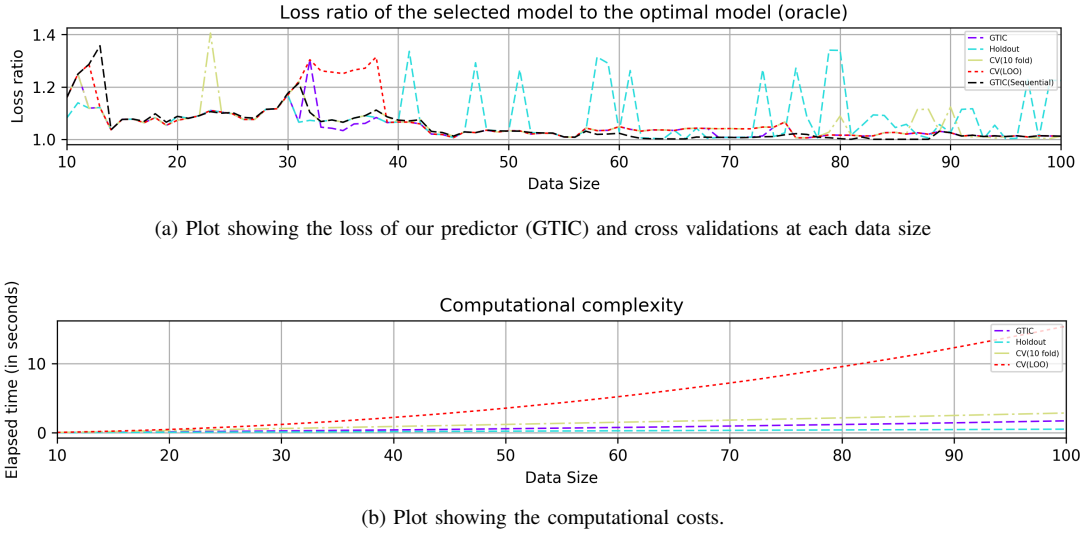 Loss ratio of the selected model to the optimal model (oracle)
Loss ratio
1.4
1.2
1.0
GTIC
Holdout
CV(10 fold)
CV(LOO)
GTIC(Sequential)
10 20 30 40 50 60 70 80 90 100
Data Size
(a) Plot showing the loss of our predictor (GTIC) and cross validations at each data size
Computational complexity
Elapsed time (in seconds)
10
0
GTIC
Holdout
CV(10 fold)
CV(LOO)
10 20 30 40 50 60 70 80 90 100
Data Size
(b) Plot showing the computational costs.